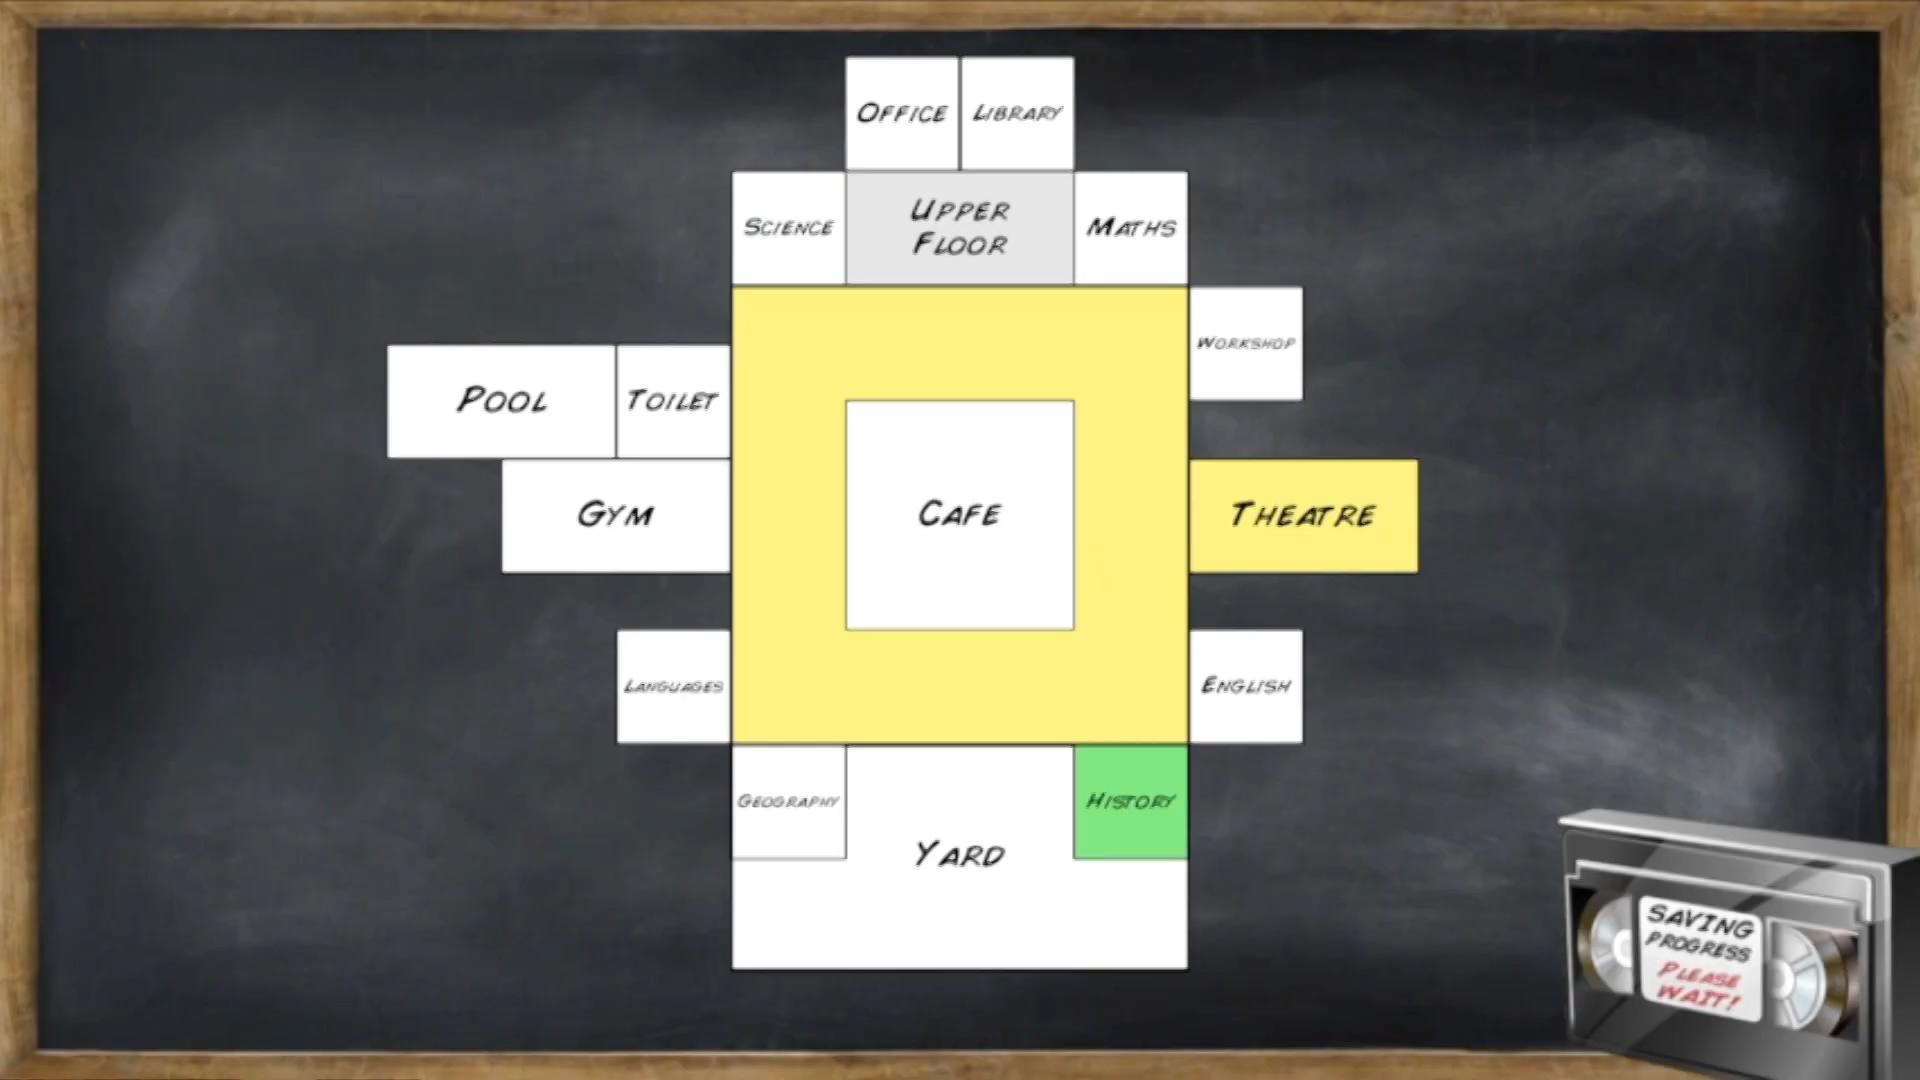 OFFICE
LIBRARY
SCIENCE
UPPER
FLOOR
MATHS
WORKSHOP
POOL
TOILET
GYM
CAFE
THEATRE
LANGUAGES
ENGLISH
GEOGRAPHY
YARD
HISTORY
SAVING
PROGRESS
PLEASE
WAIT!